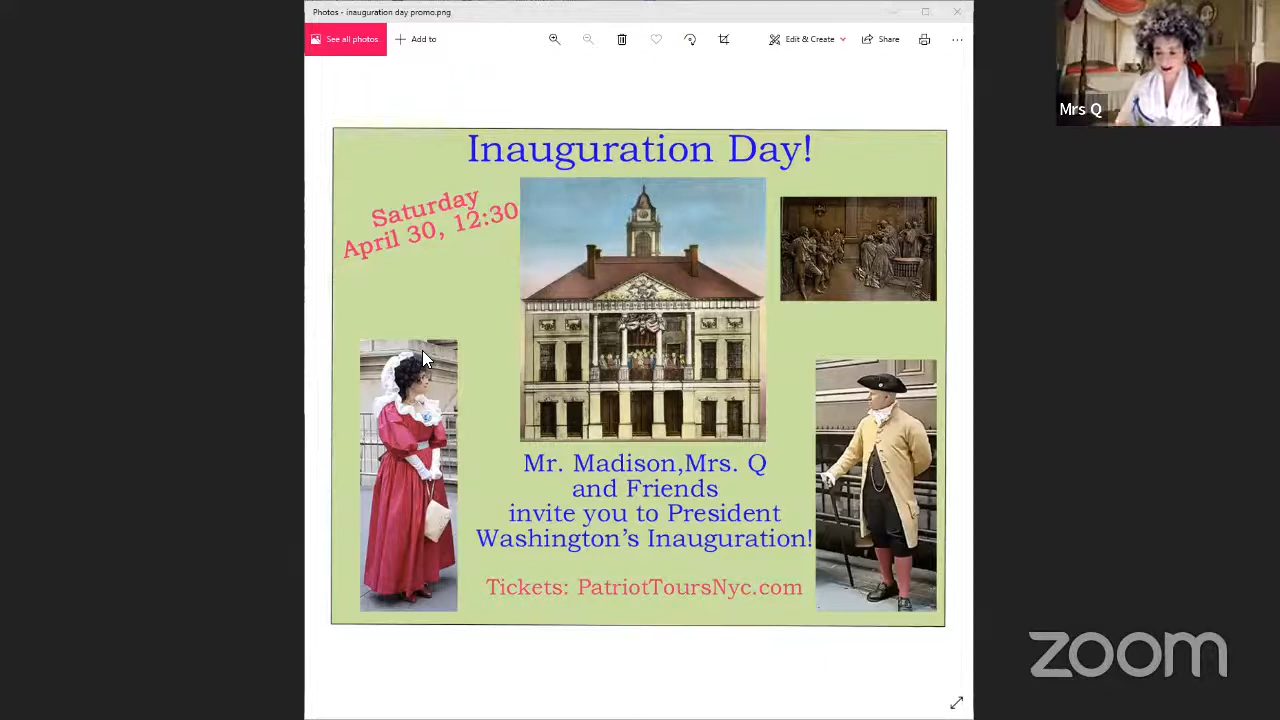 Photos - inauguration day promo.png
See all photos
Add to
Edit & Create
Share
Mrs Q
Inauguration Day!
Saturday
April 30, 12:30
Mr. Madison,Mrs. Q
and Friends
invite you to President
Washington's Inauguration!
Tickets: PatriotToursNyc.com
zoom